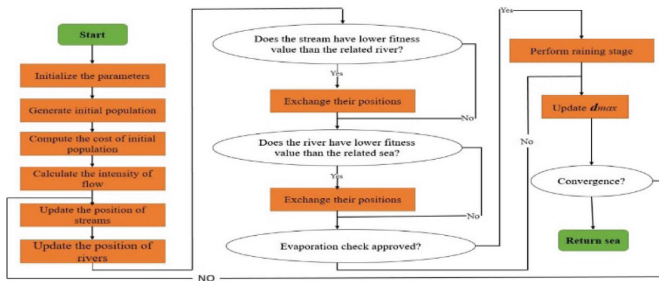 Start
Initialize the parameters
Generate initial population
Compute the cost of initial
population
Calculate the intensity of
flow
Update the position of
streams
Update the position of
rivers
Does the stream have lower fitness
value than the related river?
Yes
Exchange their positions
No
Does the river have lower fitness
value than the related sea?
Yes
Exchange their positions
No
Evaporation check approved?
Yes
Perform raining stage
No
Update dmax
Convergence?
Return sea
NO